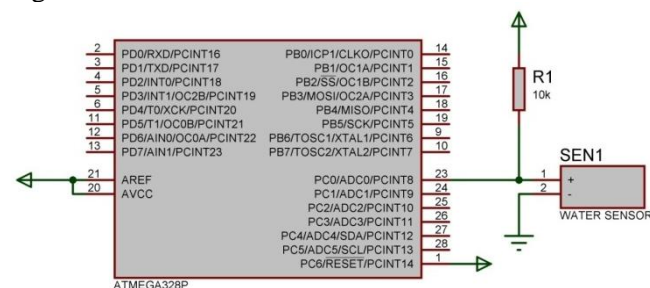 2 PD0/RXD/PCINT16
3 PD1/TXD/PCINT17
4 PD2/INT0/PCINT18
5 PD3/INT1/OC2B/PCINT19
6 PD4/T0/XCK/PCINT20
11 PD5/T1/OC0B/PCINT21
12 PD6/AIN0/OC0A/PCINT22
13 PD7/AIN1/PCINT23
21 AREF
20 AVCC
PB0/ICP1/CLKO/PCINT0 14
PB1/OC1A/PCINT1 15
PB2/SS/OC1B/PCINT2 16
PB3/MOSI/OC2A/PCINT3 17
PB4/MISO/PCINT4 18
PB5/SCK/PCINT5 19
PB6/TOSC1/XTAL1/PCINT6 9
PB7/TOSC2/XTAL2/PCINT7 10
PC0/ADC0/PCINT8 23
PC1/ADC1/PCINT9 24
PC2/ADC2/PCINT10 25
PC3/ADC3/PCINT11 26
PC4/ADC4/SDA/PCINT12 27
PC5/ADC5/SCL/PCINT13 28
PC6/RESET/PCINT14 1
ATMEGA328P
R1
10k
SEN1
1 +
2 -
WATER SENSOR